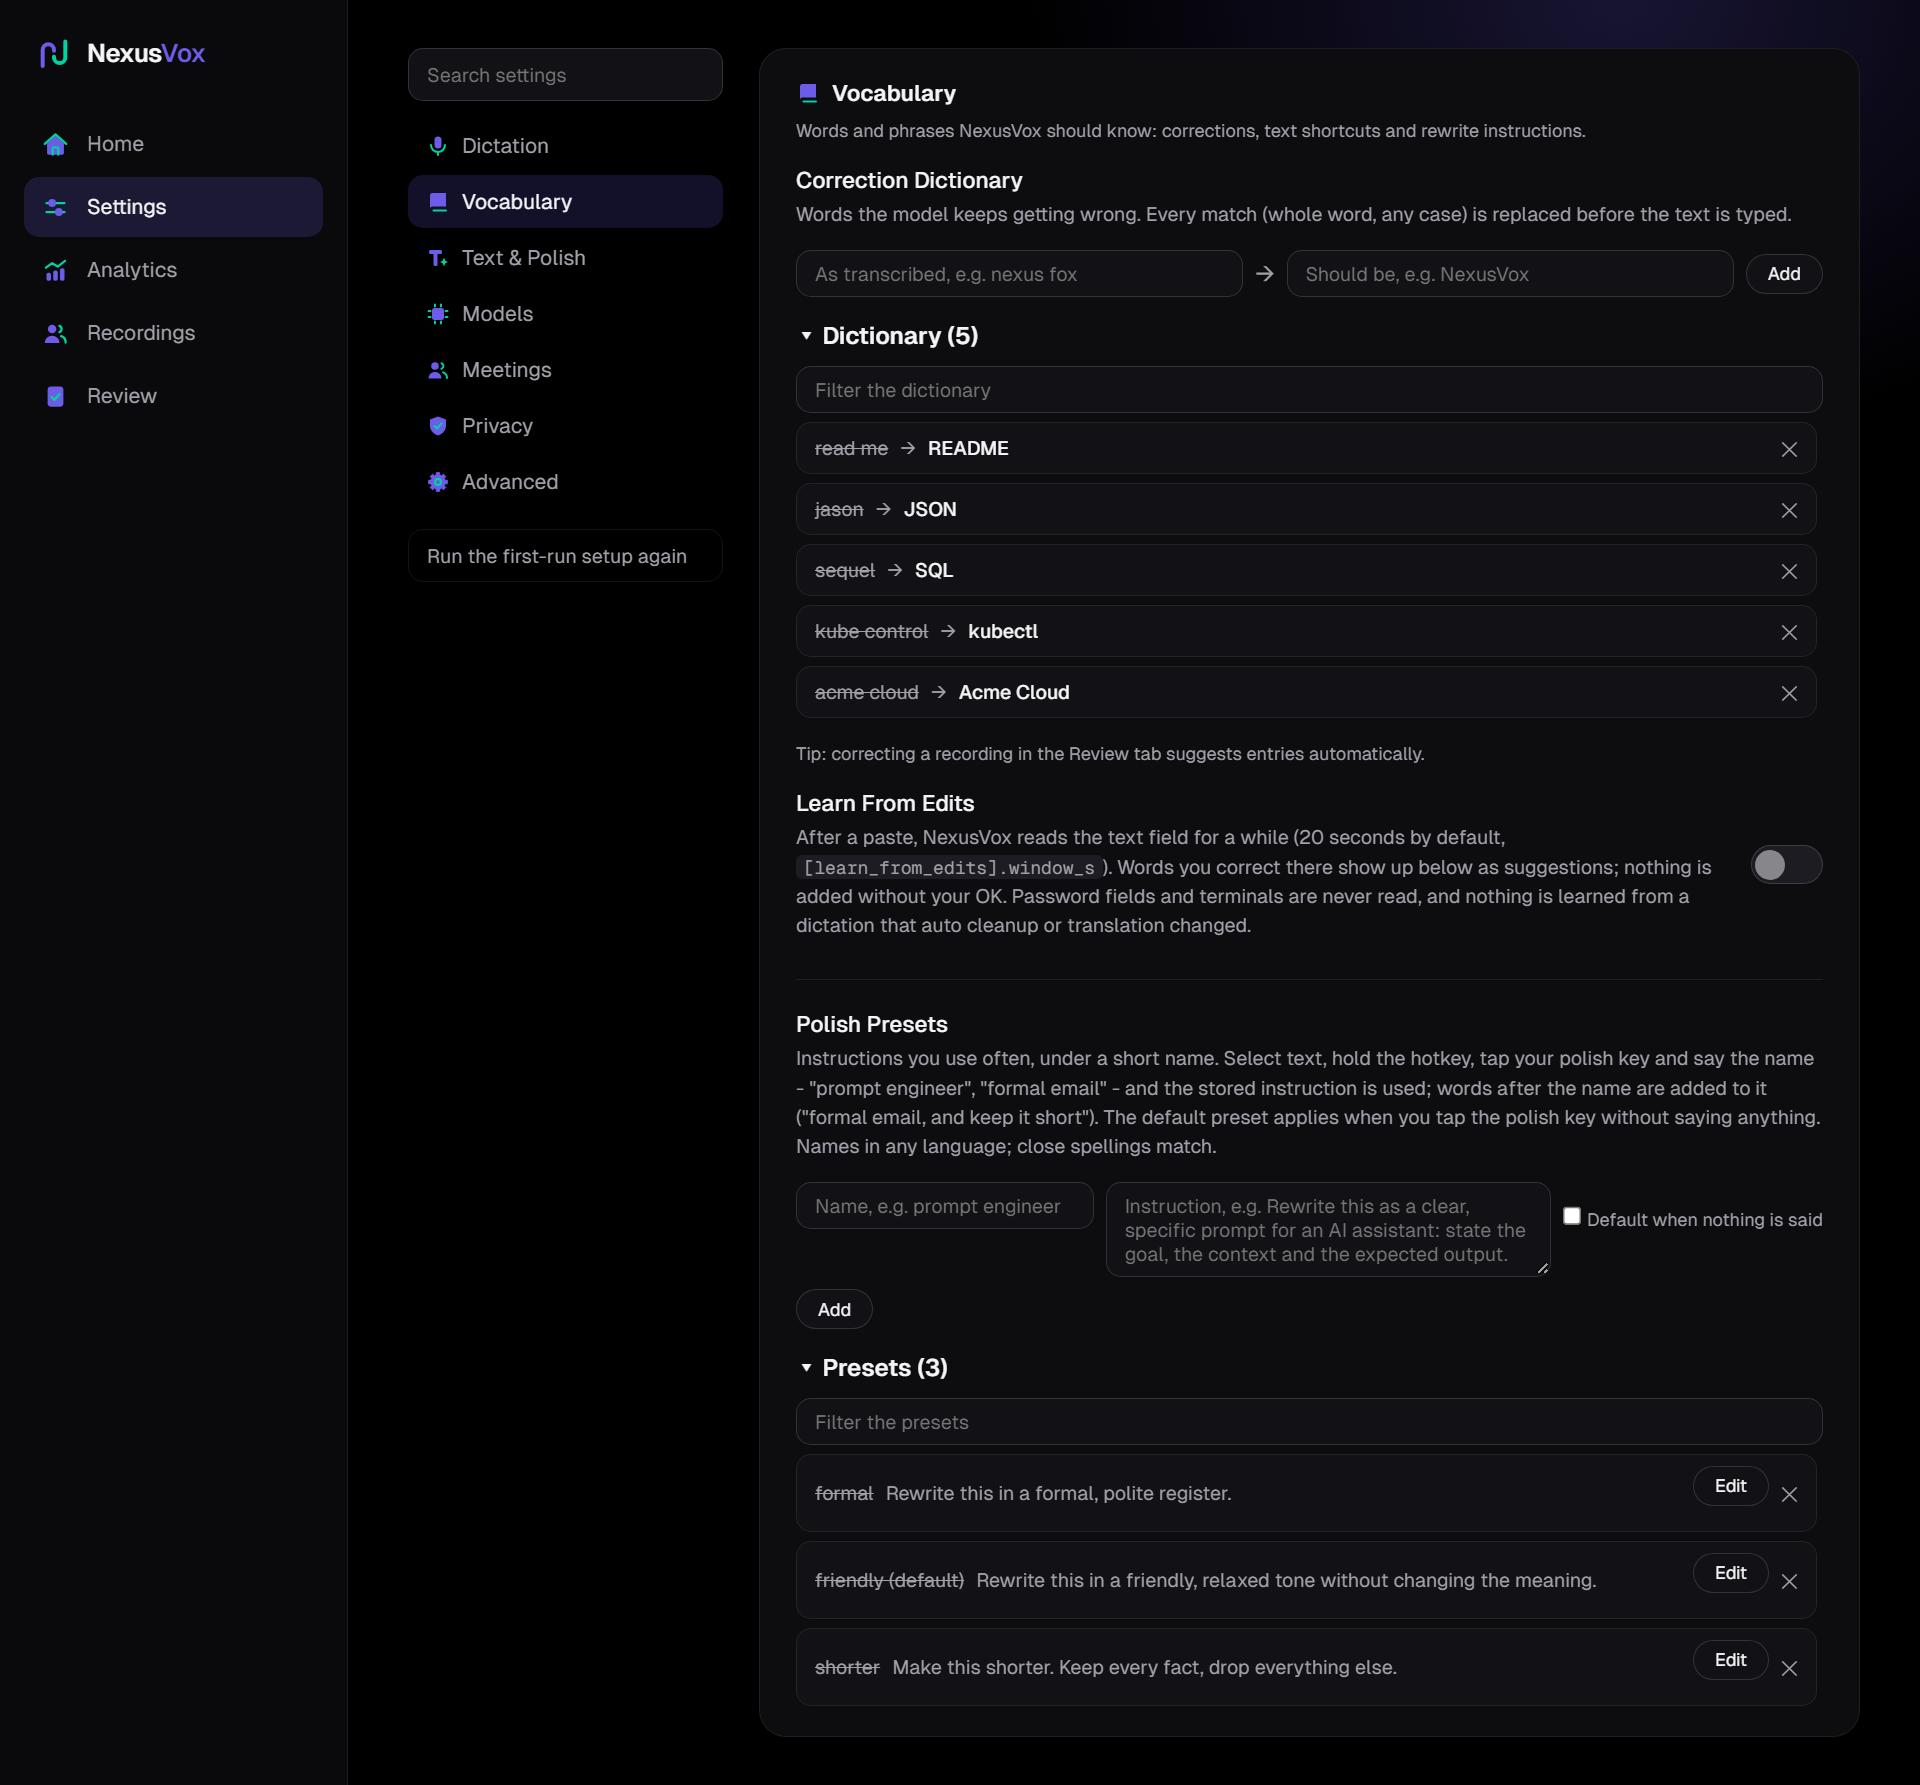 NexusVox
Home
Settings
Analytics
Recordings
Review
Search settings
Dictation
Vocabulary
Text & Polish
Models
Meetings
Privacy
Advanced
Run the first-run setup again
Vocabulary
Words and phrases NexusVox should know: corrections, text shortcuts and rewrite instructions.
Correction Dictionary
Words the model keeps getting wrong. Every match (whole word, any case) is replaced before the text is typed.
As transcribed, e.g. nexus fox → Should be, e.g. NexusVox Add
Dictionary (5)
Filter the dictionary
read me → README
jason → JSON
sequel → SQL
kube control → kubectl
acme cloud → Acme Cloud
Tip: correcting a recording in the Review tab suggests entries automatically.
Learn From Edits
After a paste, NexusVox reads the text field for a while (20 seconds by default,
[learn_from_edits].window_s ). Words you correct there show up below as suggestions; nothing is
added without your OK. Password fields and terminals are never read, and nothing is learned from a
dictation that auto cleanup or translation changed.
Polish Presets
Instructions you use often, under a short name. Select text, hold the hotkey, tap your polish key and say the name
- "prompt engineer", "formal email" - and the stored instruction is used; words after the name are added to it
("formal email, and keep it short"). The default preset applies when you tap the polish key without saying anything.
Names in any language; close spellings match.
Name, e.g. prompt engineer
Instruction, e.g. Rewrite this as a clear,
specific prompt for an AI assistant: state the
goal, the context and the expected output.
Default when nothing is said
Add
Presets (3)
Filter the presets
formal Rewrite this in a formal, polite register. Edit
friendly (default) Rewrite this in a friendly, relaxed tone without changing the meaning. Edit
shorter Make this shorter. Keep every fact, drop everything else. Edit